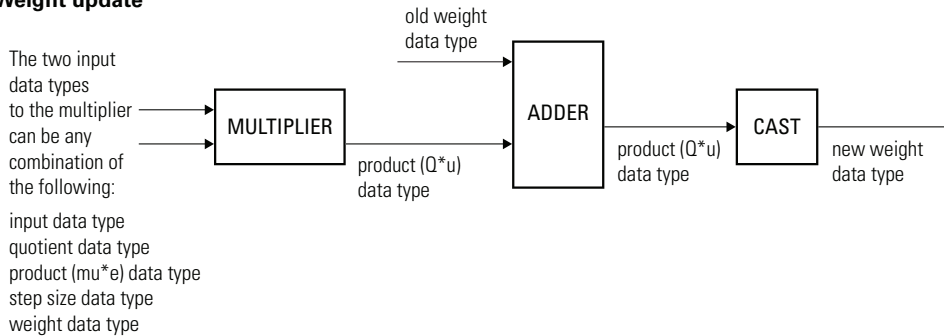 Weight update
The two input
data types
to the multiplier
can be any
combination of
the following:
input data type
quotient data type
product (mu*e) data type
step size data type
weight data type
MULTIPLIER
product (Q*u)
data type
old weight
data type
ADDER
product (Q*u)
data type
CAST
new weight
data type